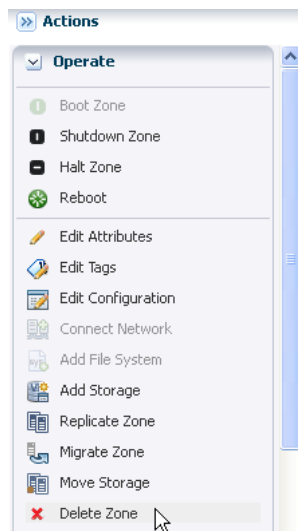 Actions
Operate
Boot Zone
Shutdown Zone
Halt Zone
Reboot
Edit Attributes
Edit Tags
Edit Configuration
Connect Network
Add File System
Add Storage
Replicate Zone
Migrate Zone
Move Storage
Delete Zone